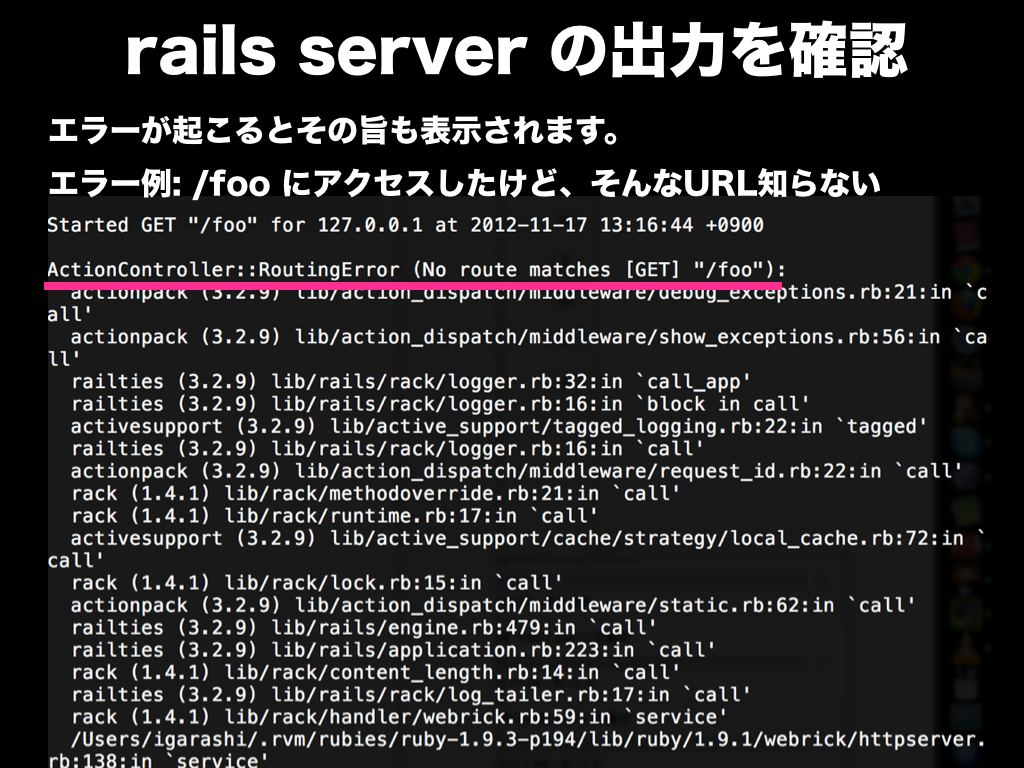 rails server の出力を確認
エラーが起こるとその旨も表示されます。
エラー例: /foo にアクセスしたけど、そんなURL知らない
Started GET "/foo" for 127.0.0.1 at 2012-11-17 13:16:44 +0900
ActionController::RoutingError (No route matches [GET] "/foo"):
  actionpack (3.2.9) lib/action_dispatch/middleware/debug_exceptions.rb:21:in `c
all'
  actionpack (3.2.9) lib/action_dispatch/middleware/show_exceptions.rb:56:in `ca
ll'
  railties (3.2.9) lib/rails/rack/logger.rb:32:in `call_app'
  railties (3.2.9) lib/rails/rack/logger.rb:16:in `block in call'
  activesupport (3.2.9) lib/active_support/tagged_logging.rb:22:in `tagged'
  railties (3.2.9) lib/rails/rack/logger.rb:16:in `call'
  actionpack (3.2.9) lib/action_dispatch/middleware/request_id.rb:22:in `call'
  rack (1.4.1) lib/rack/methodoverride.rb:21:in `call'
  rack (1.4.1) lib/rack/runtime.rb:17:in `call'
  activesupport (3.2.9) lib/active_support/cache/strategy/local_cache.rb:72:in `
call'
  rack (1.4.1) lib/rack/lock.rb:15:in `call'
  actionpack (3.2.9) lib/action_dispatch/middleware/static.rb:62:in `call'
  railties (3.2.9) lib/rails/engine.rb:479:in `call'
  railties (3.2.9) lib/rails/application.rb:223:in `call'
  rack (1.4.1) lib/rack/content_length.rb:14:in `call'
  railties (3.2.9) lib/rails/rack/log_tailer.rb:17:in `call'
  rack (1.4.1) lib/rack/handler/webrick.rb:59:in `service'
  /Users/igarashi/.rvm/rubies/ruby-1.9.3-p194/lib/ruby/1.9.1/webrick/httpserver.
rb:138:in `service'